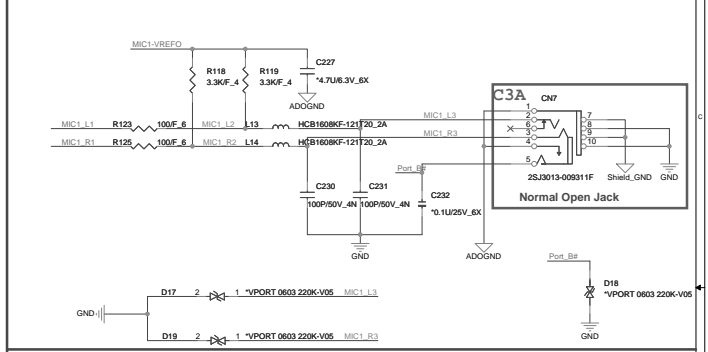 MIC1-VREFO
R118
3.3K/F_4
R119
3.3K/F_4
C227
*4.7U/6.3V_6X
ADOGND
C3A
CN7
C
MIC1_L1 R123 100/F_6 MIC1_L2 L13 HCB1608KF-121T20_2A MIC1_L3
MIC1_R1 R125 100/F_6 MIC1_R2 L14 HCB1608KF-121T20_2A MIC1_R3
1
2
6
3
4
5
7
8
9
10
Port_B#
2SJ3013-009311F
Shield_GND
GND
Normal Open Jack
C230
100P/50V_4N
C231
100P/50V_4N
C232
*0.1U/25V_6X
GND
ADOGND
Port_B#
D18
*VPORT 0603 220K-V05
GND
D17 2 1 *VPORT 0603 220K-V05 MIC1_L3
GND
D19 2 1 *VPORT 0603 220K-V05 MIC1_R3